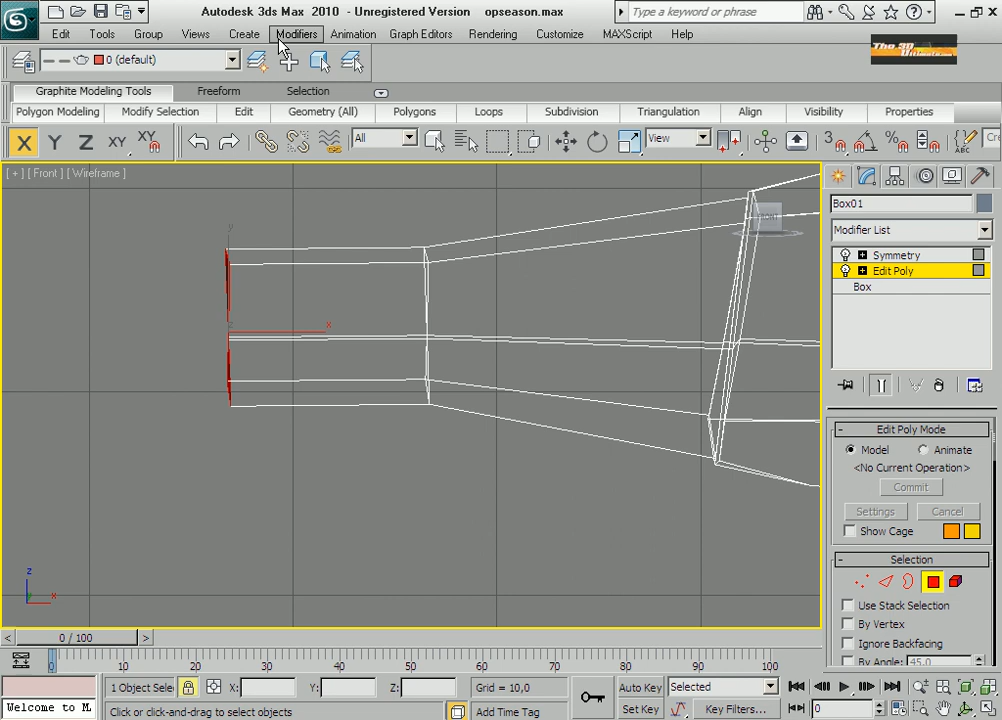 Autodesk 3ds Max 2010 - Unregistered Version opseason.max
Type a keyword or phrase
Edit Tools Group Views Create Modifiers Animation Graph Editors Rendering Customize MAXScript Help
0 (default)
Graphite Modeling Tools Freeform Selection
Polygon Modeling Modify Selection Edit Geometry (All) Polygons Loops Subdivision Triangulation Align Visibility Properties
X Y Z XY XY All View 3 ABC Cre
[ + ] [ Front ] [ Wireframe ]
FRONT
Box01
Modifier List
Symmetry
Edit Poly
Box
y
z x
Edit Poly Mode
Model Animate
<No Current Operation>
Commit
Settings Cancel
Show Cage
Selection
Use Stack Selection
By Vertex
Ignore Backfacing
By Angle: 45.0
z
x
0 / 100
0 10 20 30 40 50 60 70 80 90 100
1 Object Sele X: Y: Z: Grid = 10,0 Auto Key Selected
Welcome to M. Click or click-and-drag to select objects Add Time Tag Set Key Key Filters... 0